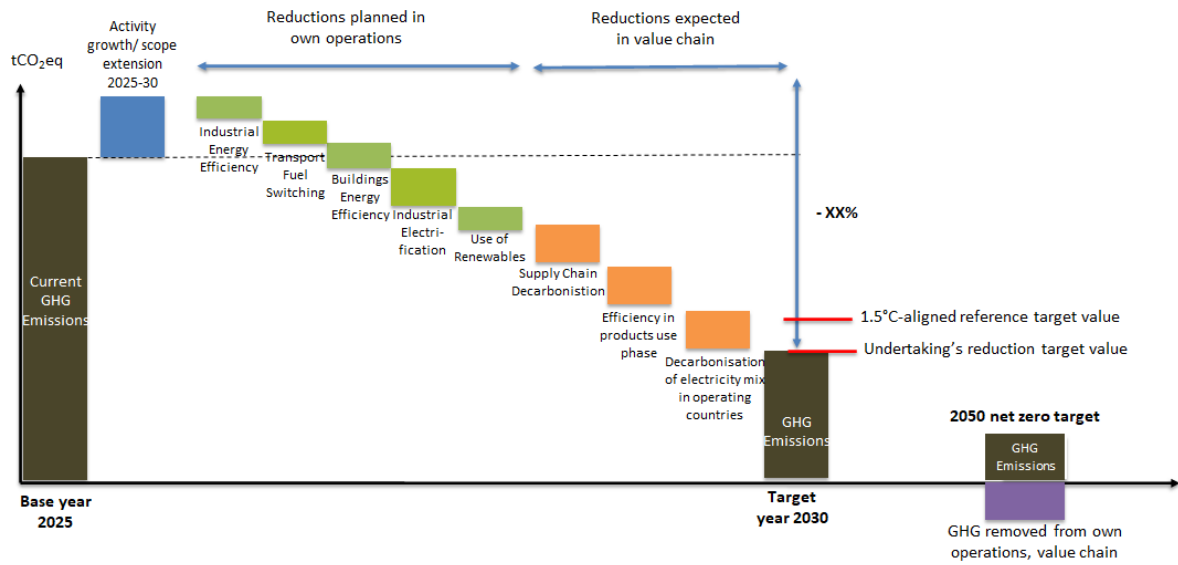 Activity
growth/ scope
extension
2025-30
Reductions planned in
own operations
Reductions expected
in value chain
tCO₂eq
Industrial
Energy
Efficiency
Transport
Fuel
Switching
Buildings
Energy
Efficiency
Industrial
Electri-
fication
Use of
Renewables
Supply Chain
Decarbonistion
Efficiency in
products use
phase
Decarbonisation
of electricity mix
in operating
countries
- XX%
1.5°C-aligned reference target value
Undertaking's reduction target value
Current
GHG
Emissions
GHG
Emissions
2050 net zero target
GHG
Emissions
Base year
2025
Target
year 2030
GHG removed from own
operations, value chain